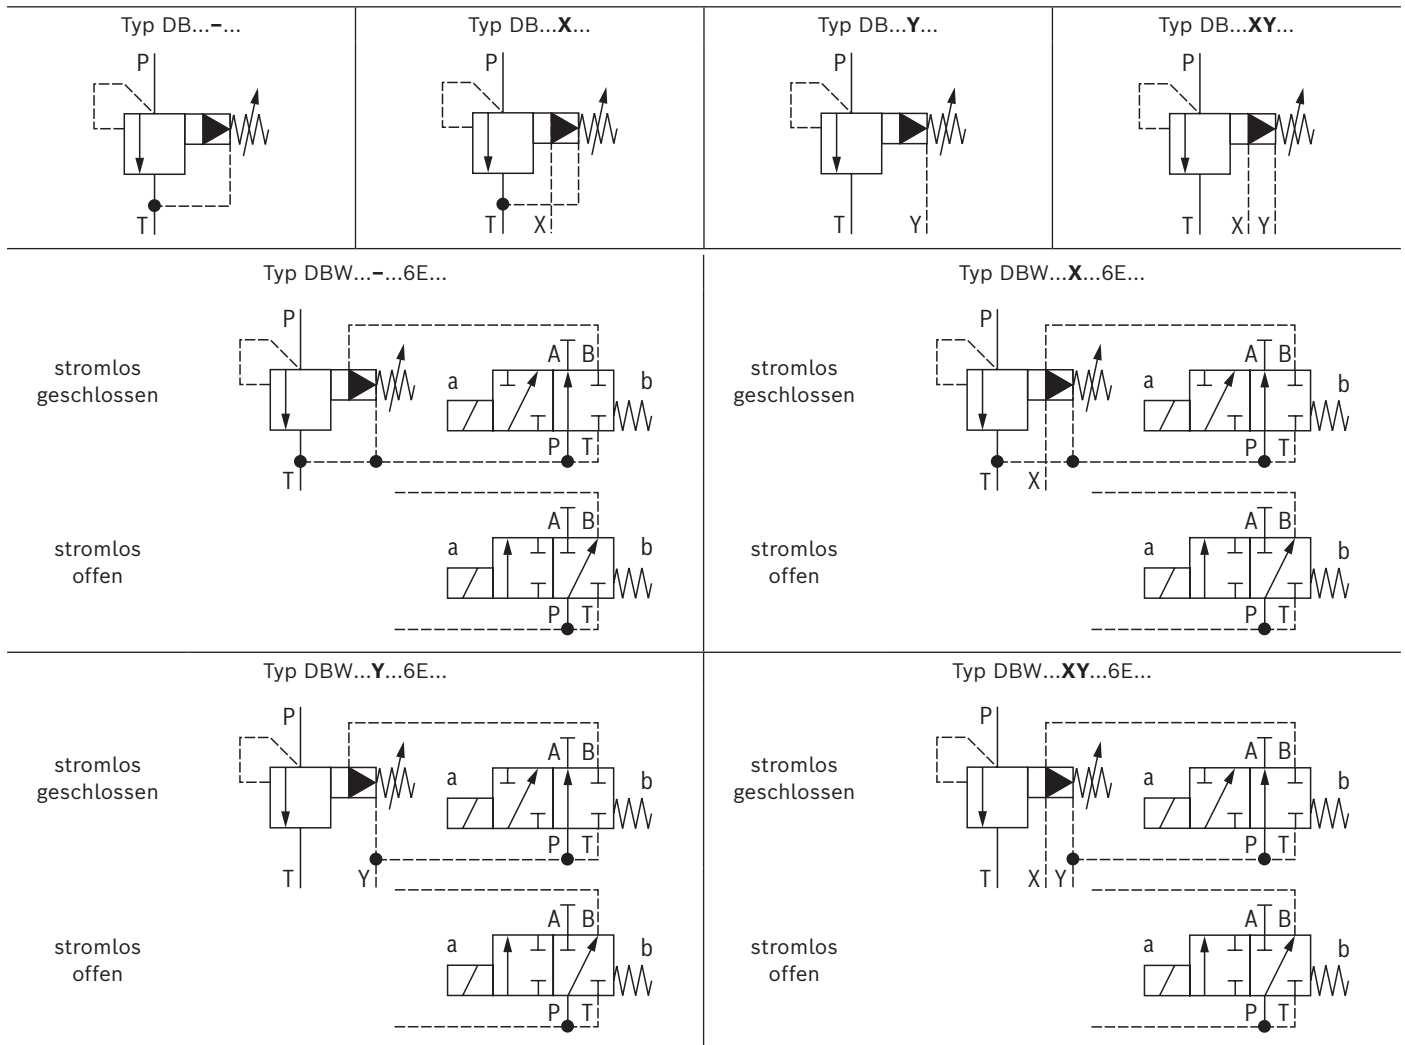 Typ DB...–...
Typ DB...X...
Typ DB...Y...
Typ DB...XY...
P
P
P
P
T
T X
T Y
T X Y
Typ DBW...–...6E...
Typ DBW...X...6E...
P
P
stromlos
geschlossen
A B
a b
P T
T
stromlos
geschlossen
A B
a b
P T
T X
stromlos
offen
A B
a b
P T
stromlos
offen
A B
a b
P T
Typ DBW...Y...6E...
Typ DBW...XY...6E...
P
P
stromlos
geschlossen
A B
a b
P T
T Y
stromlos
geschlossen
A B
a b
P T
T X Y
stromlos
offen
A B
a b
P T
stromlos
offen
A B
a b
P T